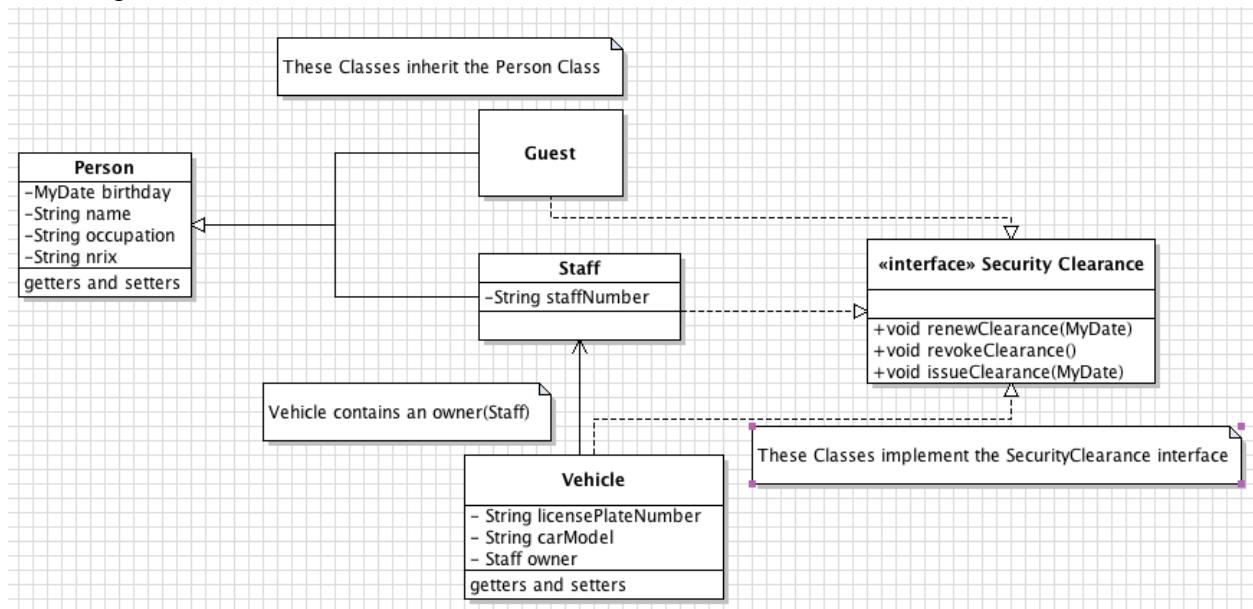 These Classes inherit the Person Class
Guest
Person
-MyDate birthday
-String name
-String occupation
-String nrix
getters and setters
Staff
-String staffNumber
«interface» Security Clearance
+void renewClearance(MyDate)
+void revokeClearance()
+void issueClearance(MyDate)
Vehicle contains an owner(Staff)
These Classes implement the SecurityClearance interface
Vehicle
- String licensePlateNumber
- String carModel
- Staff owner
getters and setters